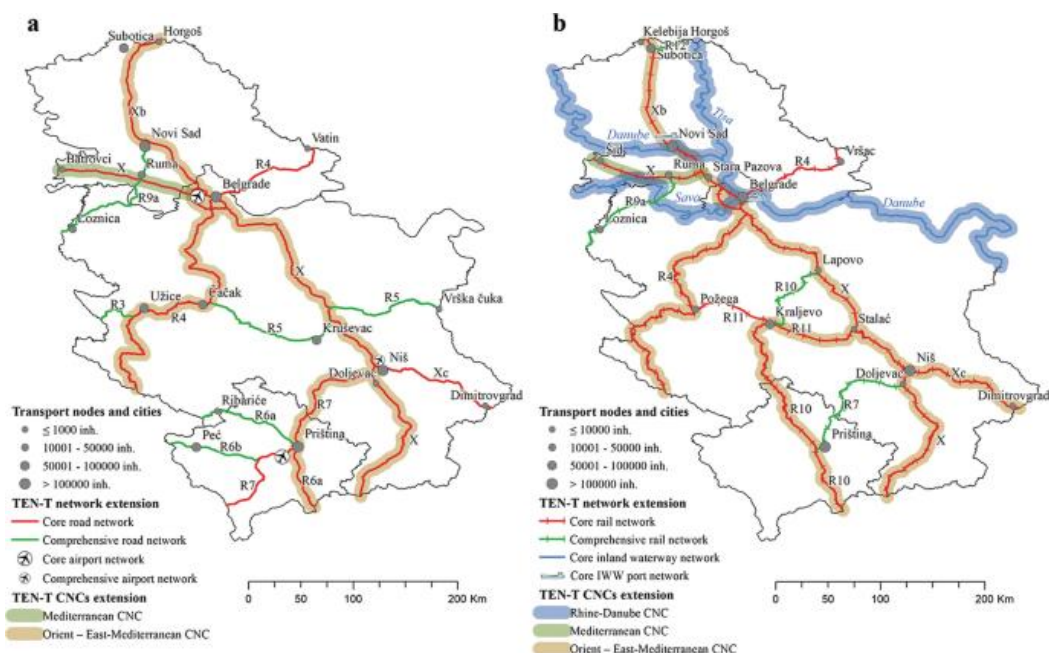 a
Subotica
Horgoš
Xb
Novi Sad
Vatin
Batrovci
X
Ruma
R4
Belgrade
R9a
Loznica
X
Užice
Čačak
R3
R4
R5
Vrška čuka
R5
Kruševac
Niš
Doljevac
Xc
Dimitrovgrad
Ribariće
R7
R6a
Peć
Priština
X
R6b
R7
R6a
Transport nodes and cities
≤ 1000 inh.
10001 - 50000 inh.
50001 - 100000 inh.
> 100000 inh.
TEN-T network extension
Core road network
Comprehensive road network
Core airport network
Comprehensive airport network
TEN-T CNCs extension
Mediterranean CNC
Orient – East-Mediterranean CNC
0 50 100 200 Km
b
Kelebija
Horgoš
R12
Subotica
Xb
Tisa
Danube
Novi Sad
Šid
Ruma
Stara Pazova
R4
Vršac
X
Belgrade
R9a
Sava
Danube
Loznica
Lapovo
R4
R10
X
Požega
Kraljevo
R11
R11
Stalać
Niš
Doljevac
Xc
Dimitrovgrad
R10
R7
Priština
X
R10
Transport nodes and cities
≤ 10000 inh.
10001 - 50000 inh.
50001 - 100000 inh.
> 100000 inh.
TEN-T network extension
Core rail network
Comprehensive rail network
Core inland waterway network
Core IWW port network
TEN-T CNCs extension
Rhine-Danube CNC
Mediterranean CNC
Orient – East-Mediterranean CNC
0 50 100 200 Km